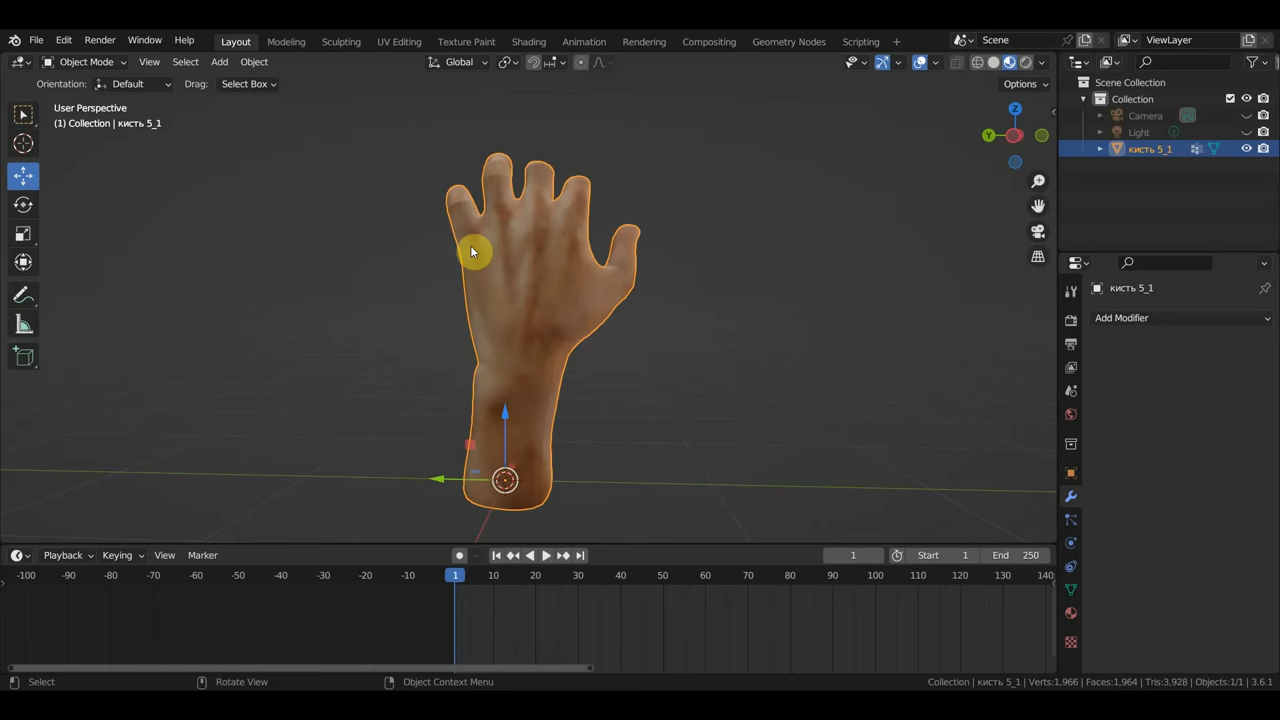 File Edit Render Window Help Layout Modeling Sculpting UV Editing Texture Paint Shading Animation Rendering Compositing Geometry Nodes Scripting + Scene ViewLayer
Object Mode View Select Add Object Global
Orientation: Default Drag: Select Box Options
User Perspective
(1) Collection | кисть 5_1
Z
Y
Scene Collection
Collection
Camera
Light
кисть 5_1
кисть 5_1
Add Modifier
Playback Keying View Marker 1 Start 1 End 250
-100 -90 -80 -70 -60 -50 -40 -30 -20 -10 1 10 20 30 40 50 60 70 80 90 100 110 120 130 140
Select Rotate View Object Context Menu Collection | кисть 5_1 | Verts:1,966 | Faces:1,964 | Tris:3,928 | Objects:1/1 | 3.6.1